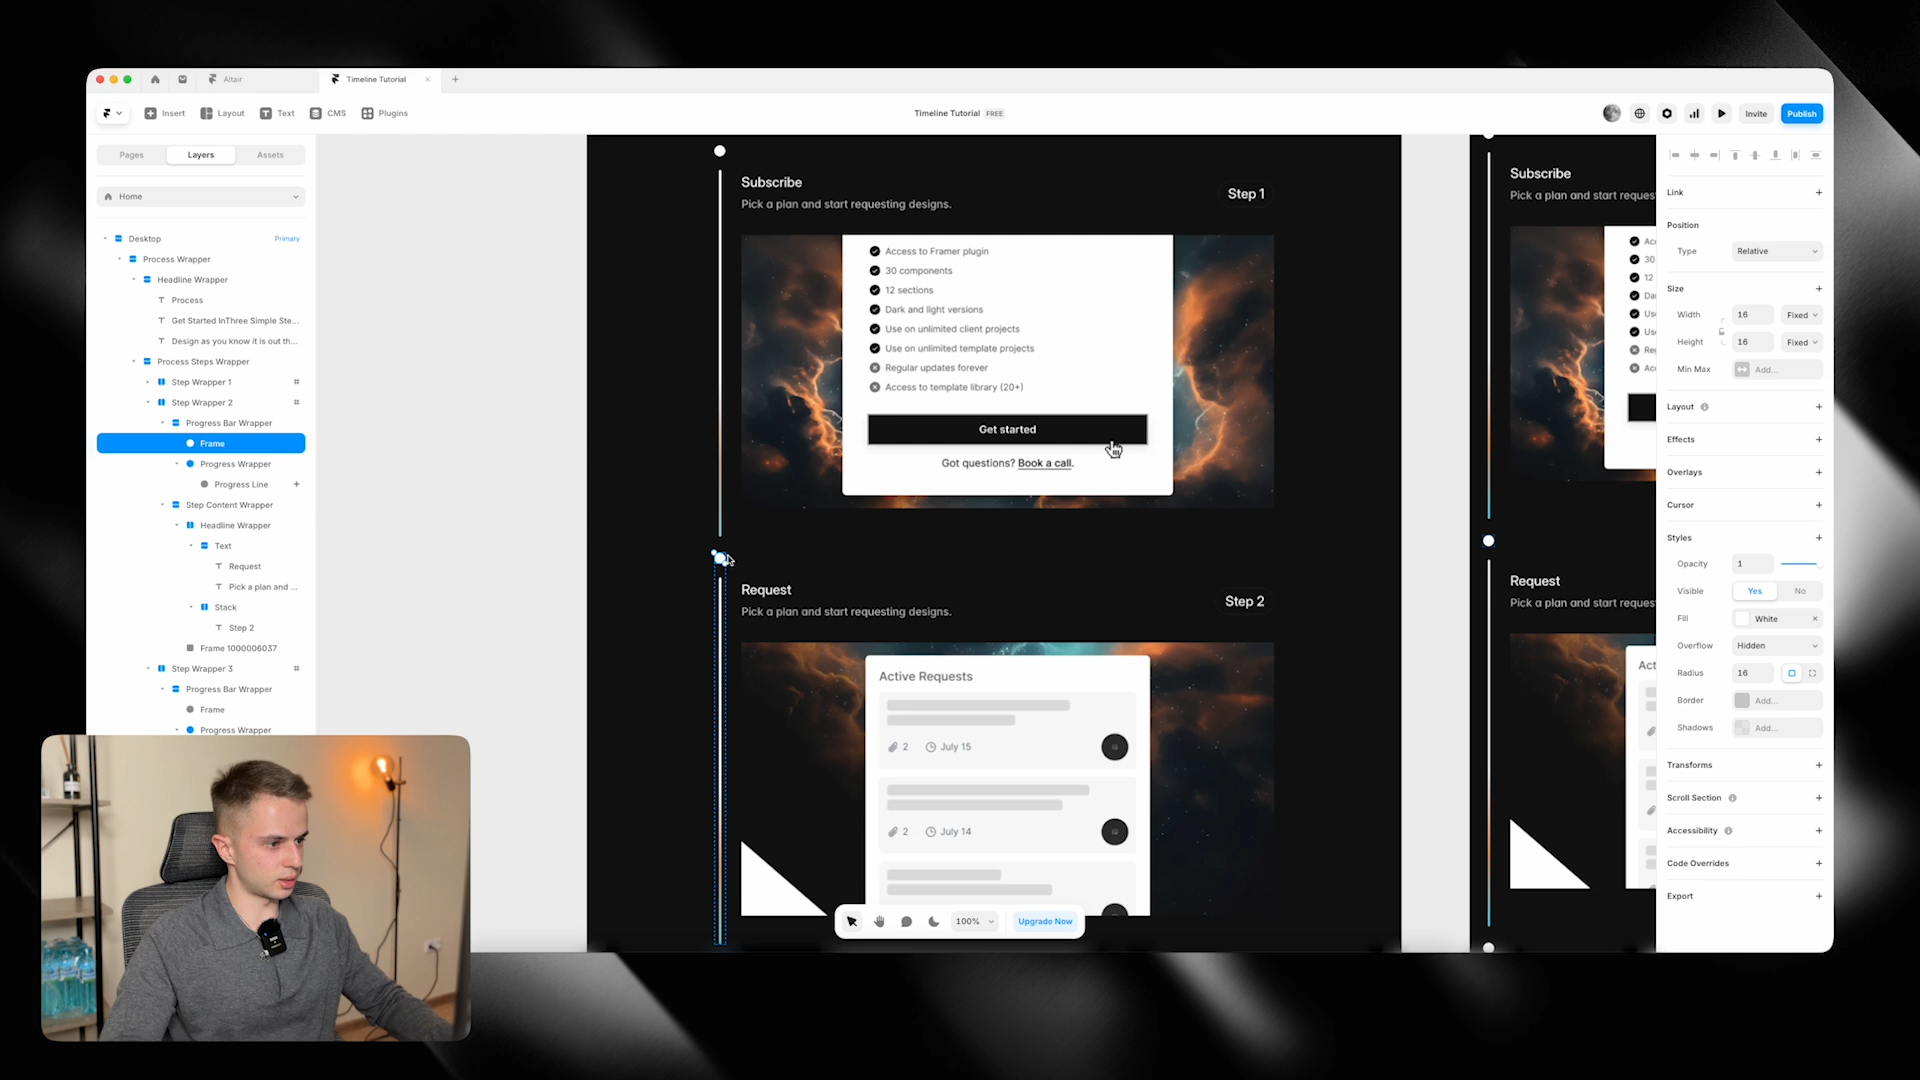 Altair
Timeline Tutorial
Insert
Layout
Text
CMS
Plugins
Timeline Tutorial FREE
Invite
Publish
Pages
Layers
Assets
Home
Desktop
Primary
Process Wrapper
Headline Wrapper
Process
Get Started InThree Simple Ste...
Design as you know it is out th...
Process Steps Wrapper
Step Wrapper 1
Step Wrapper 2
Progress Bar Wrapper
Frame
Progress Wrapper
Progress Line
Step Content Wrapper
Headline Wrapper
Text
Request
Pick a plan and ...
Stack
Step 2
Frame 1000006037
Step Wrapper 3
Progress Bar Wrapper
Frame
Progress Wrapper
Subscribe
Pick a plan and start requesting designs.
Step 1
Access to Framer plugin
30 components
12 sections
Dark and light versions
Use on unlimited client projects
Use on unlimited template projects
Regular updates forever
Access to template library (20+)
Get started
Got questions? Book a call.
Request
Pick a plan and start requesting designs.
Step 2
Active Requests
2 July 15
2 July 14
100%
Upgrade Now
Subscribe
Pick a plan and start reques
Ac
30
12
Da
Us
Us
Re
Ac
Request
Pick a plan and start reques
Act
Link
Position
Type Relative
Size
Width 16 Fixed
Height 16 Fixed
Min Max Add...
Layout
Effects
Overlays
Cursor
Styles
Opacity 1
Visible Yes No
Fill White
Overflow Hidden
Radius 16
Border Add...
Shadows Add...
Transforms
Scroll Section
Accessibility
Code Overrides
Export